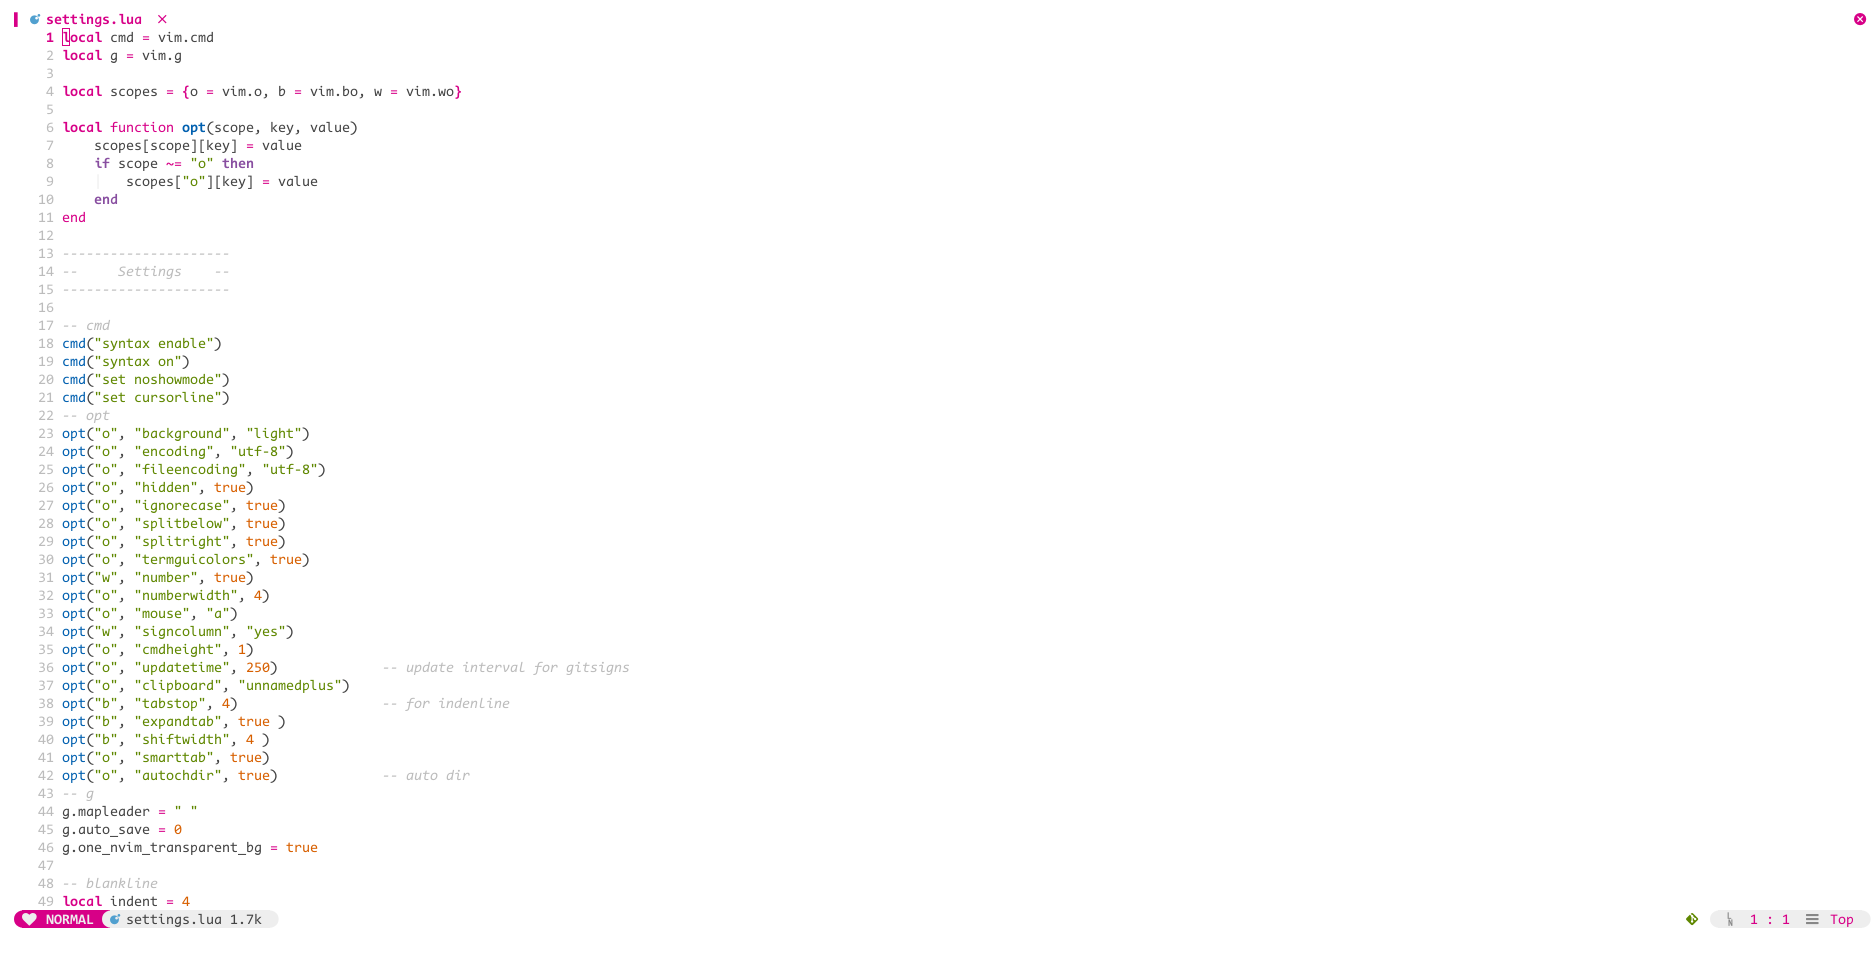 settings.lua ×
1 local cmd = vim.cmd
2 local g = vim.g
3
4 local scopes = {o = vim.o, b = vim.bo, w = vim.wo}
5
6 local function opt(scope, key, value)
7     scopes[scope][key] = value
8     if scope ~= "o" then
9         scopes["o"][key] = value
10     end
11 end
12
13 ---------------------
14 --     Settings    --
15 ---------------------
16
17 -- cmd
18 cmd("syntax enable")
19 cmd("syntax on")
20 cmd("set noshowmode")
21 cmd("set cursorline")
22 -- opt
23 opt("o", "background", "light")
24 opt("o", "encoding", "utf-8")
25 opt("o", "fileencoding", "utf-8")
26 opt("o", "hidden", true)
27 opt("o", "ignorecase", true)
28 opt("o", "splitbelow", true)
29 opt("o", "splitright", true)
30 opt("o", "termguicolors", true)
31 opt("w", "number", true)
32 opt("o", "numberwidth", 4)
33 opt("o", "mouse", "a")
34 opt("w", "signcolumn", "yes")
35 opt("o", "cmdheight", 1)
36 opt("o", "updatetime", 250)             -- update interval for gitsigns
37 opt("o", "clipboard", "unnamedplus")
38 opt("b", "tabstop", 4)                  -- for indenline
39 opt("b", "expandtab", true )
40 opt("b", "shiftwidth", 4 )
41 opt("o", "smarttab", true)
42 opt("o", "autochdir", true)             -- auto dir
43 -- g
44 g.mapleader = " "
45 g.auto_save = 0
46 g.one_nvim_transparent_bg = true
47
48 -- blankline
49 local indent = 4
NORMAL settings.lua 1.7k LN 1 : 1 Top